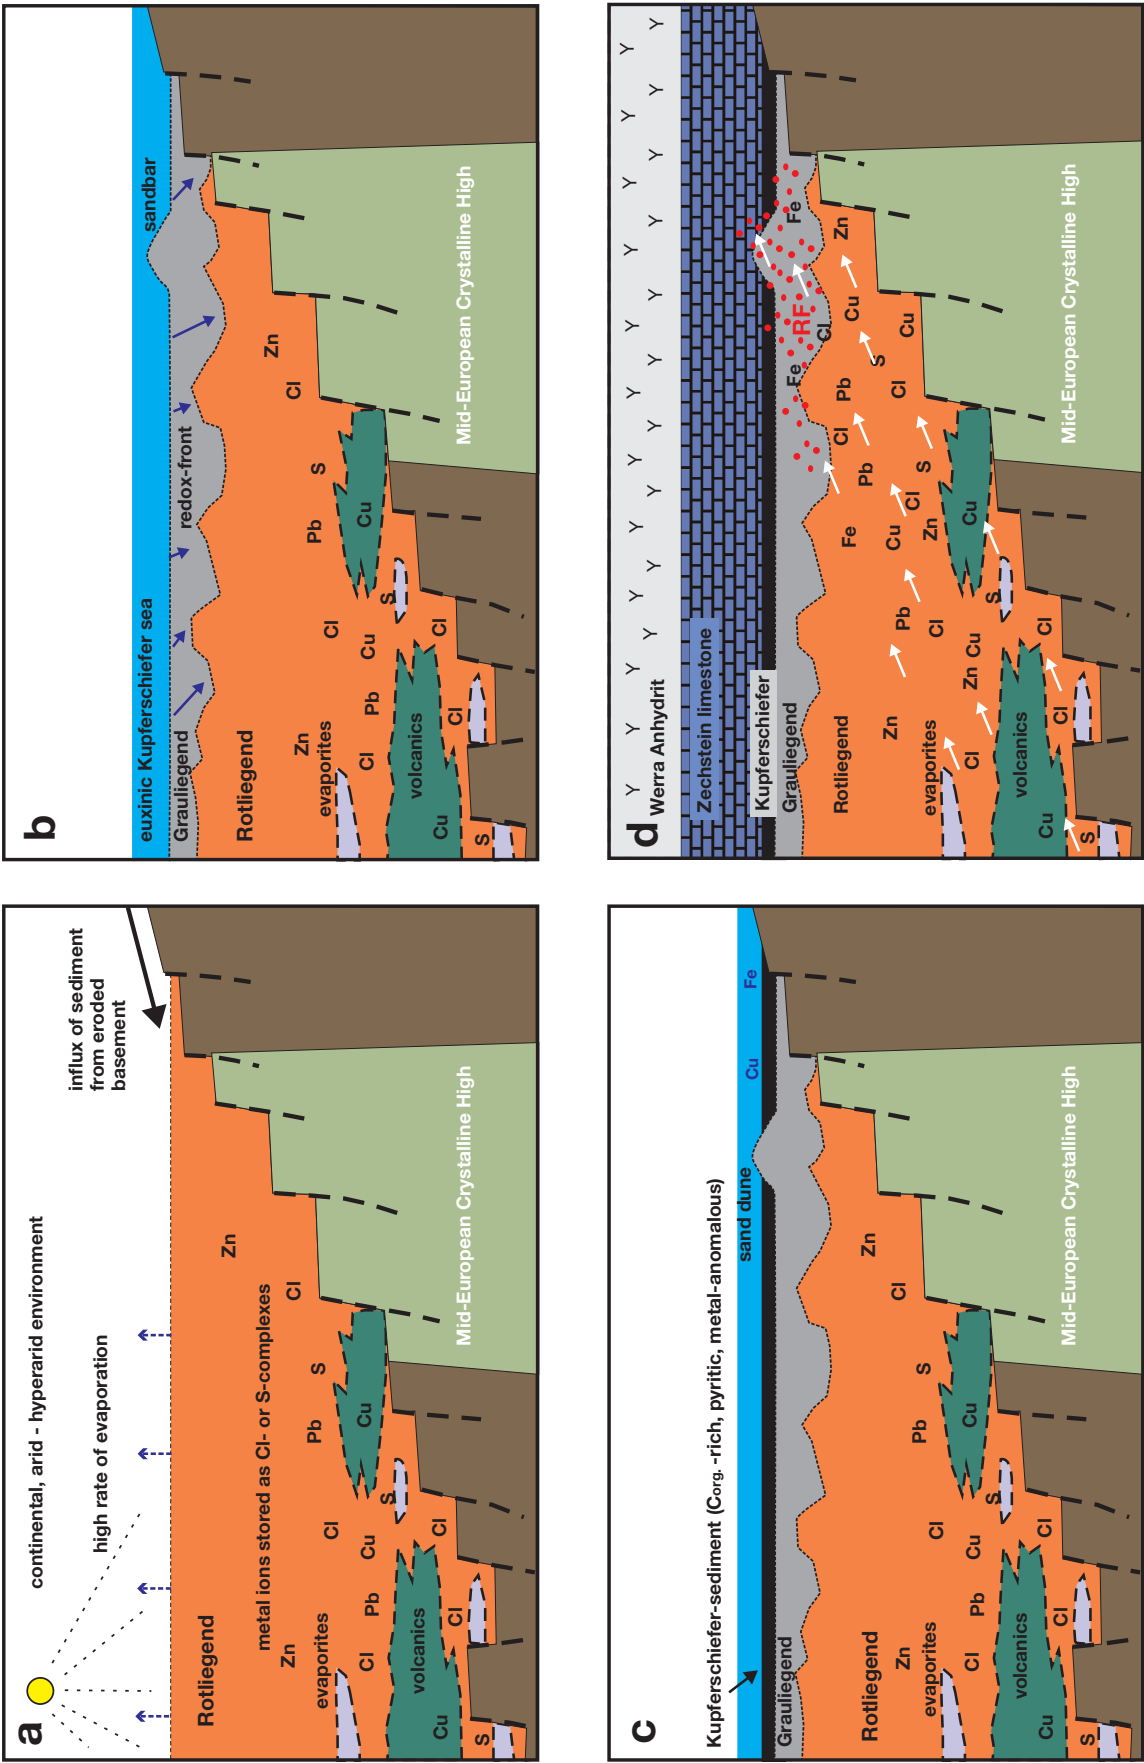 a
continental, arid - hyperarid environment
high rate of evaporation
influx of sediment
from eroded
basement
Rotliegend
Zn
metal ions stored as Cl- or S-complexes
Zn
Cl
Pb
S
evaporites
Cl
Cl
Cu
Cu
Pb
S
volcanics
Cu
Cl
Cl
Mid-European Crystalline High
S
b
euxinic Kupferschiefer sea
sandbar
Grauliegend
redox-front
Rotliegend
Zn
Cl
Zn
Pb
S
evaporites
Cl
Cl
Cu
Cu
Pb
S
volcanics
Cu
Cl
Cl
Mid-European Crystalline High
S
c
Kupferschiefer-sediment (Corg. -rich, pyritic, metal-anomalous)
sand dune
Cu
Fe
Grauliegend
Rotliegend
Zn
Cl
Zn
Pb
S
evaporites
Cl
Cl
Cu
Cu
Pb
S
volcanics
Cu
Cl
Cl
Mid-European Crystalline High
S
d
Werra Anhydrit
Zechstein limestone
Kupferschiefer
Grauliegend
Fe
RF
Fe
Cl
Rotliegend
Fe
Cl
Pb
Cu
Zn
Pb
S
Zn
Cu
Cl
Pb
Cu
Cl
S
evaporites
Cl
Zn
Cl
Zn
Cu
Cu
S
volcanics
Cu
Cl
Cl
Mid-European Crystalline High
S